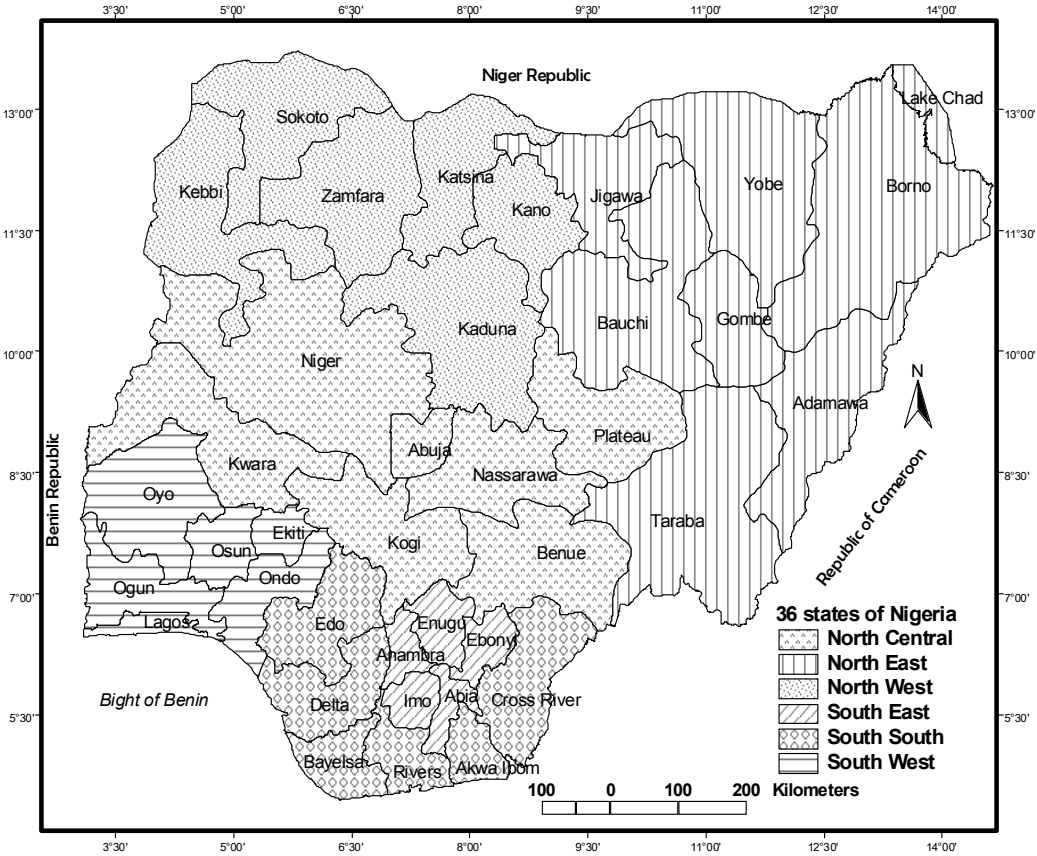 3°30' 5°00' 6°30' 8°00' 9°30' 11°00' 12°30' 14°00'
Niger Republic
Lake Chad
13°00' 13°00'
Sokoto
Katsina
Kebbi Zamfara Jigawa Yobe Borno
Kano
11°30' 11°30'
Kaduna Bauchi Gombe
10°00' 10°00'
Niger
N
Adamawa
Plateau
Abuja
Kwara Nassarawa
8°30' 8°30'
Benin Republic
Oyo
Republic of Cameroon
Taraba
Ekiti
Osun Kogi Benue
Ondo
Ogun
7°00' 7°00'
36 states of Nigeria
Lagos Edo Enugu
Ebonyi
North Central
Anambra
North East
North West
Bight of Benin Delta Imo Abia Cross River
South East
5°30' 5°30'
South South
Bayelsa Rivers Akwa Ibom
South West
100 0 100 200 Kilometers
3°30' 5°00' 6°30' 8°00' 9°30' 11°00' 12°30' 14°00'